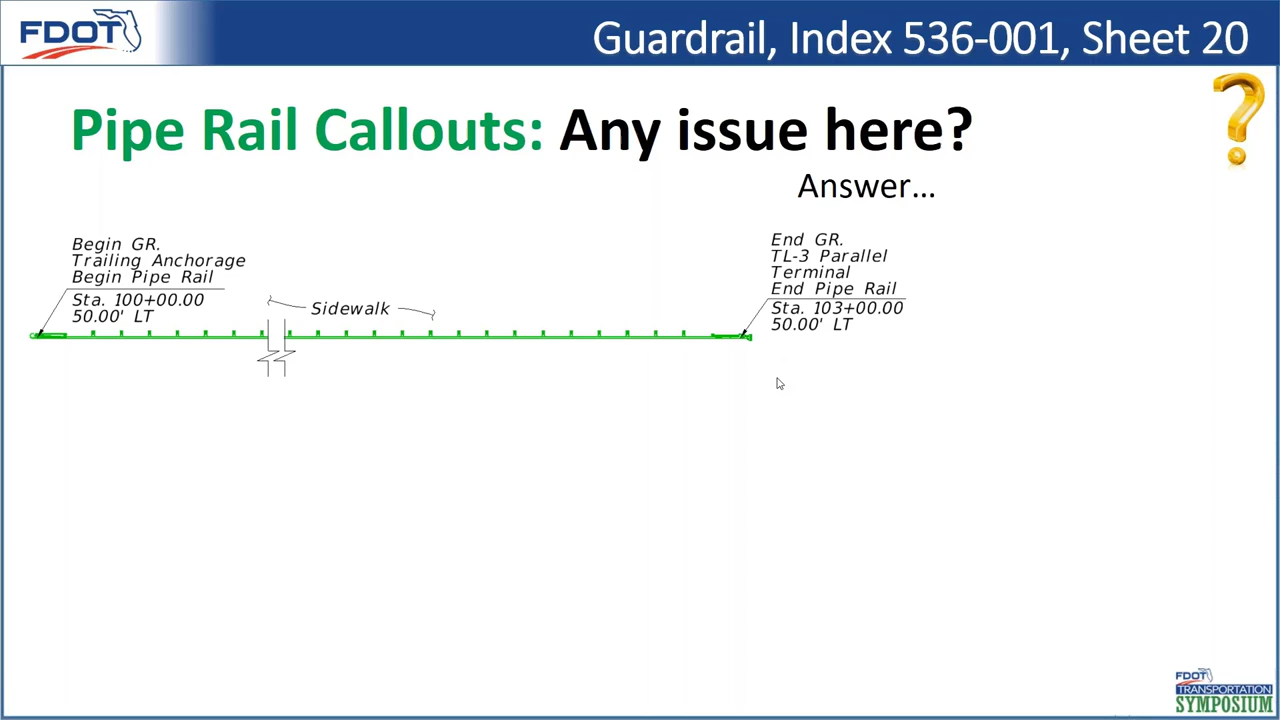 FDOT
Guardrail, Index 536-001, Sheet 20
?
Pipe Rail Callouts: Any issue here?
Answer...
Begin GR.
Trailing Anchorage
Begin Pipe Rail
Sta. 100+00.00
50.00' LT
Sidewalk
End GR.
TL-3 Parallel
Terminal
End Pipe Rail
Sta. 103+00.00
50.00' LT
FDOT
TRANSPORTATION
SYMPOSIUM